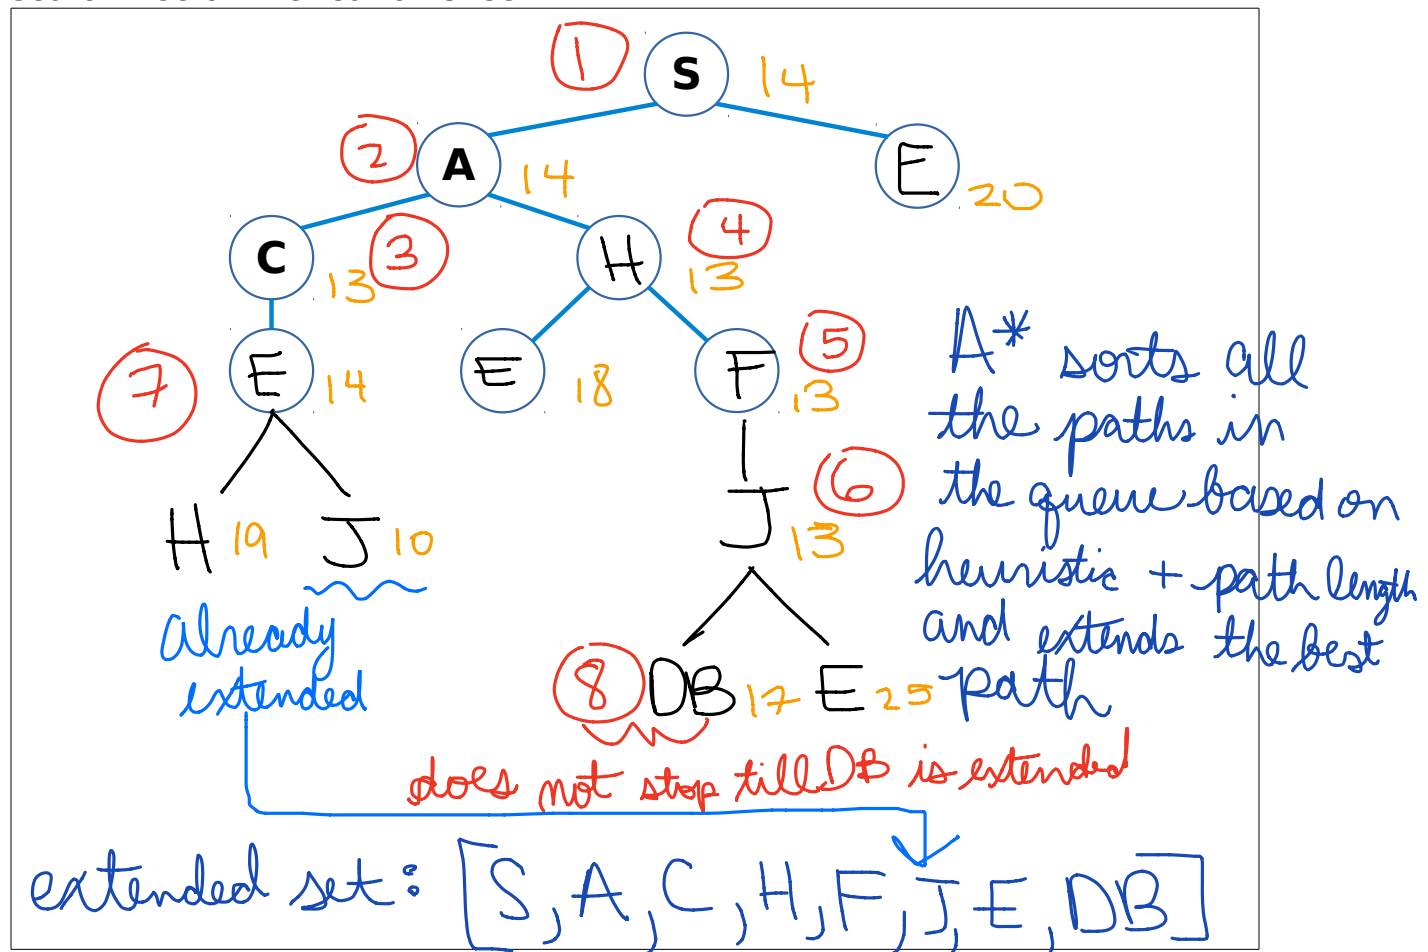 1 S 14
2 A 14 E 20
C 13 3 H 4 13
7 E 14 E 18 F 5 13
H 19 J 10 J 6 13
already
extended
8 DB 17 E 25
A* sorts all
the paths in
the queue based on
heuristic + path length
and extends the best
path
does not stop till DB is extended
extended set: [S, A, C, H, F, J, E, DB]